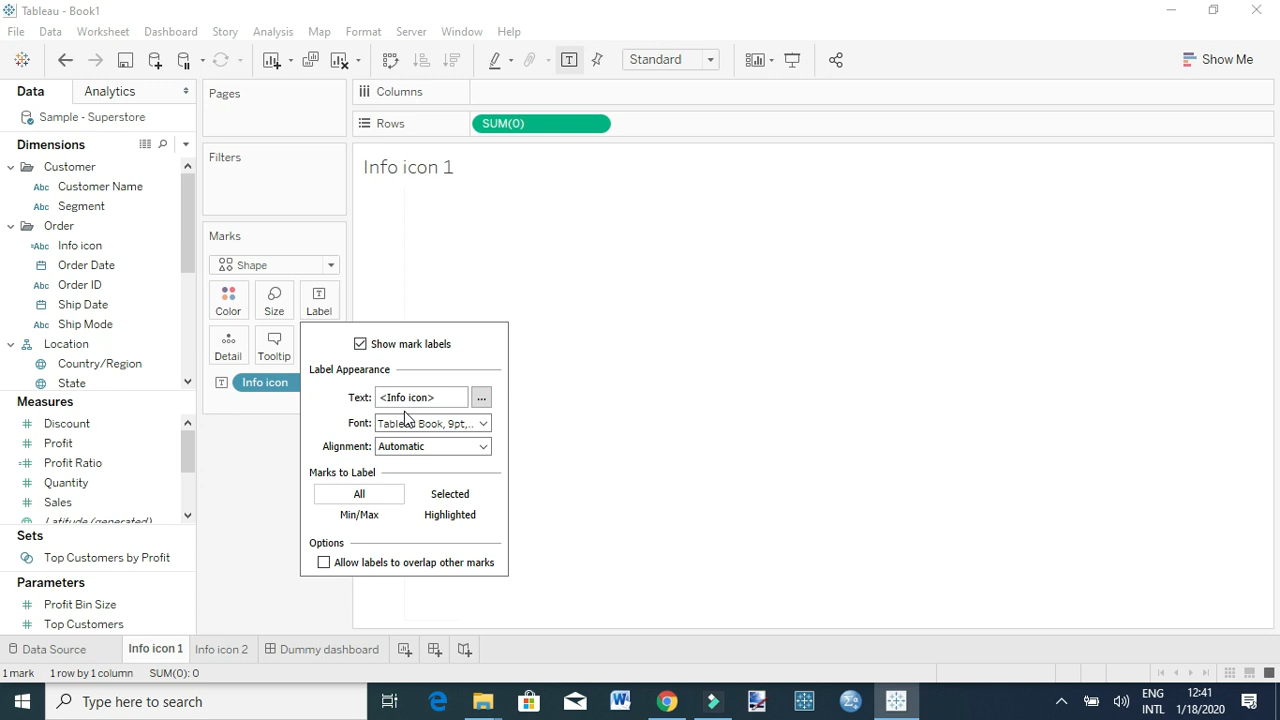 Tableau - Book1
File Data Worksheet Dashboard Story Analysis Map Format Server Window Help
Standard
Show Me
Data Analytics
Sample - Superstore
Dimensions
Customer
Abc Customer Name
Abc Segment
Order
=Abc Info icon
Order Date
Abc Order ID
Ship Date
Abc Ship Mode
Location
Country/Region
State
Measures
Discount
Profit
Profit Ratio
Quantity
Sales
Latitude (generated)
Sets
Top Customers by Profit
Parameters
Profit Bin Size
Top Customers
Pages
Filters
Marks
Shape
Color Size Label
Detail Tooltip
Info icon
Columns
Rows SUM(0)
Info icon 1
Show mark labels
Label Appearance
Text: <Info icon> ...
Font: Tableau Book, 9pt,..
Alignment: Automatic
Marks to Label
All Selected
Min/Max Highlighted
Options
Allow labels to overlap other marks
Data Source Info icon 1 Info icon 2 Dummy dashboard
1 mark 1 row by 1 column SUM(0): 0
Type here to search
ENG
INTL
12:41
1/18/2020